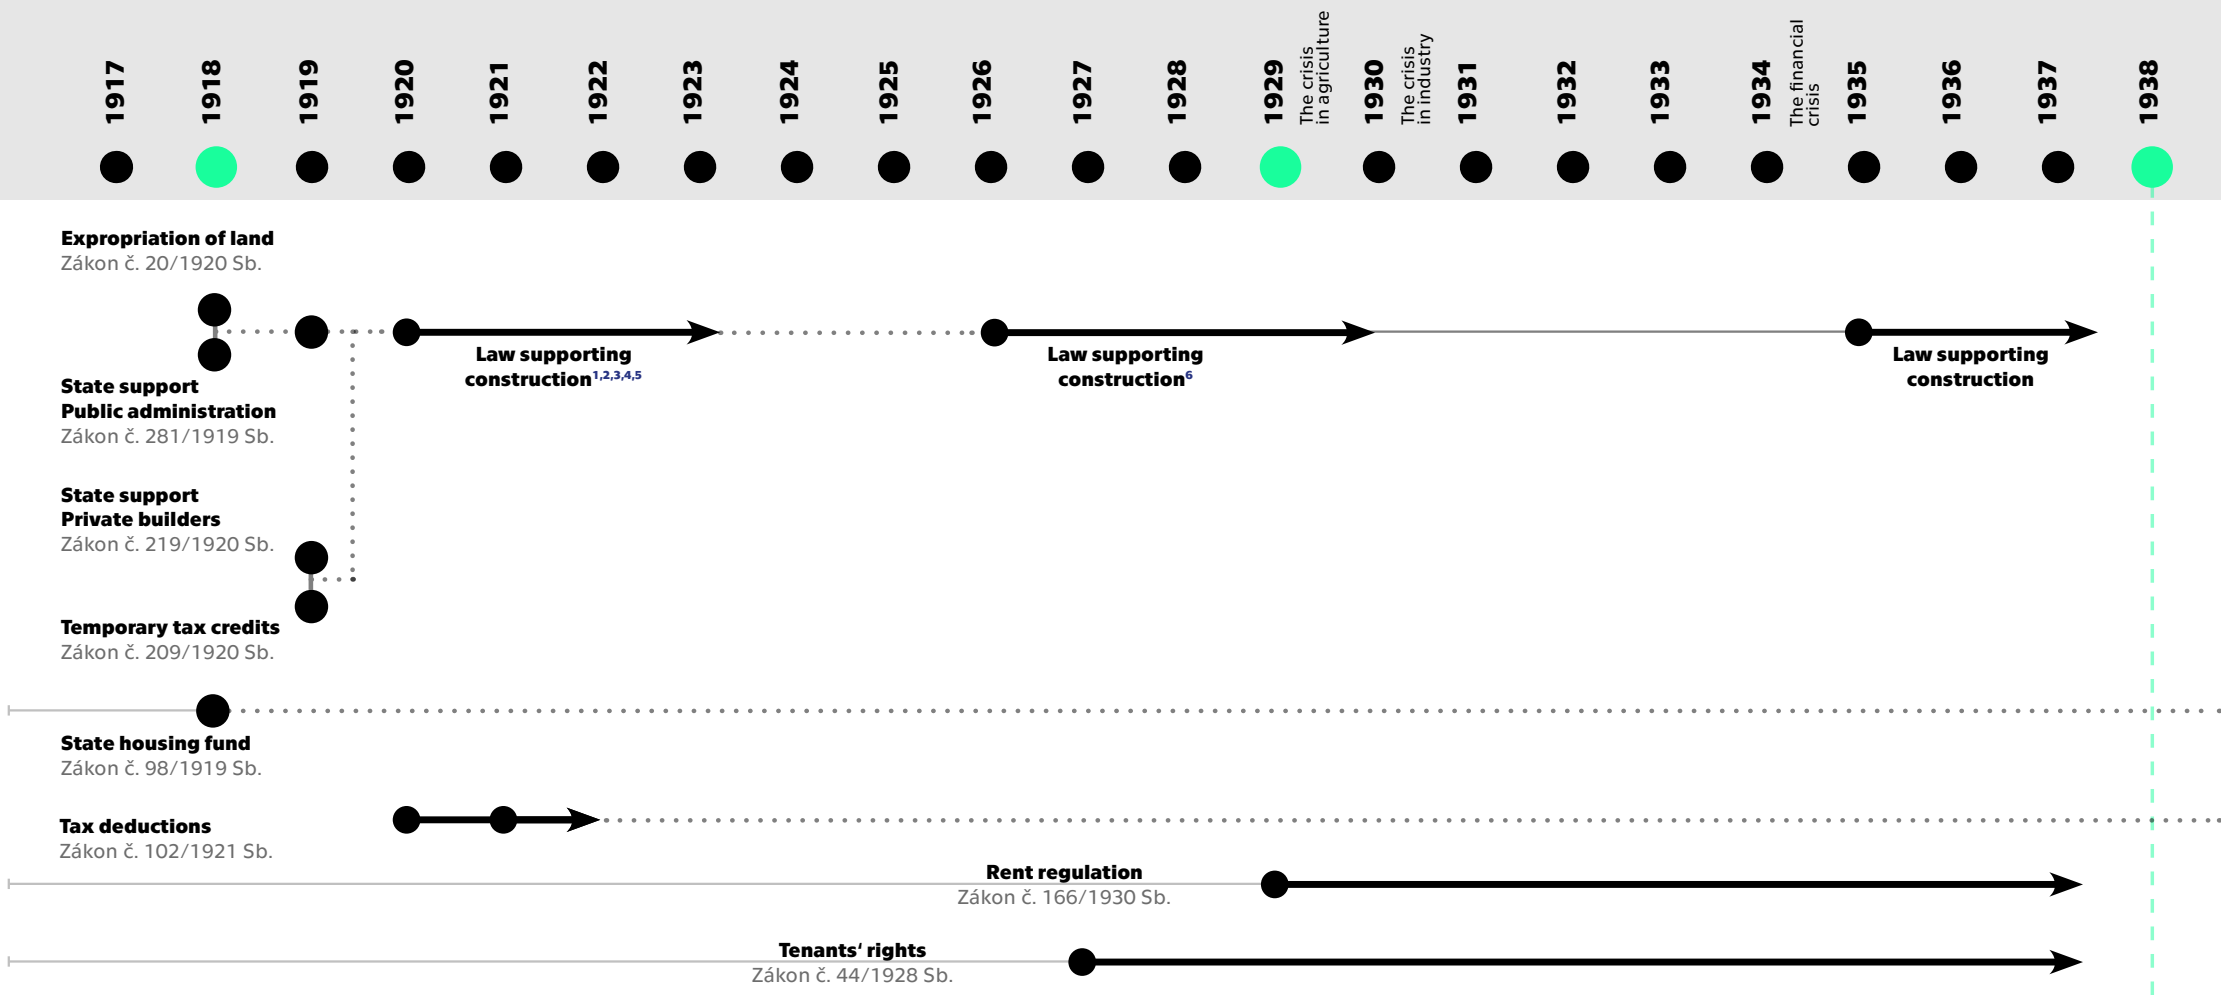 1917
1918
1919
1920
1921
1922
1923
1924
1925
1926
1927
1928
1929
The crisis
in agriculture
1930
The crisis
in industry
1931
1932
1933
1934
The financial
crisis
1935
1936
1937
1938
Expropriation of land
Zákon č. 20/1920 Sb.
Law supporting
construction1,2,3,4,5
Law supporting
construction6
Law supporting
construction
State support
Public administration
Zákon č. 281/1919 Sb.
State support
Private builders
Zákon č. 219/1920 Sb.
Temporary tax credits
Zákon č. 209/1920 Sb.
State housing fund
Zákon č. 98/1919 Sb.
Tax deductions
Zákon č. 102/1921 Sb.
Rent regulation
Zákon č. 166/1930 Sb.
Tenants‘ rights
Zákon č. 44/1928 Sb.